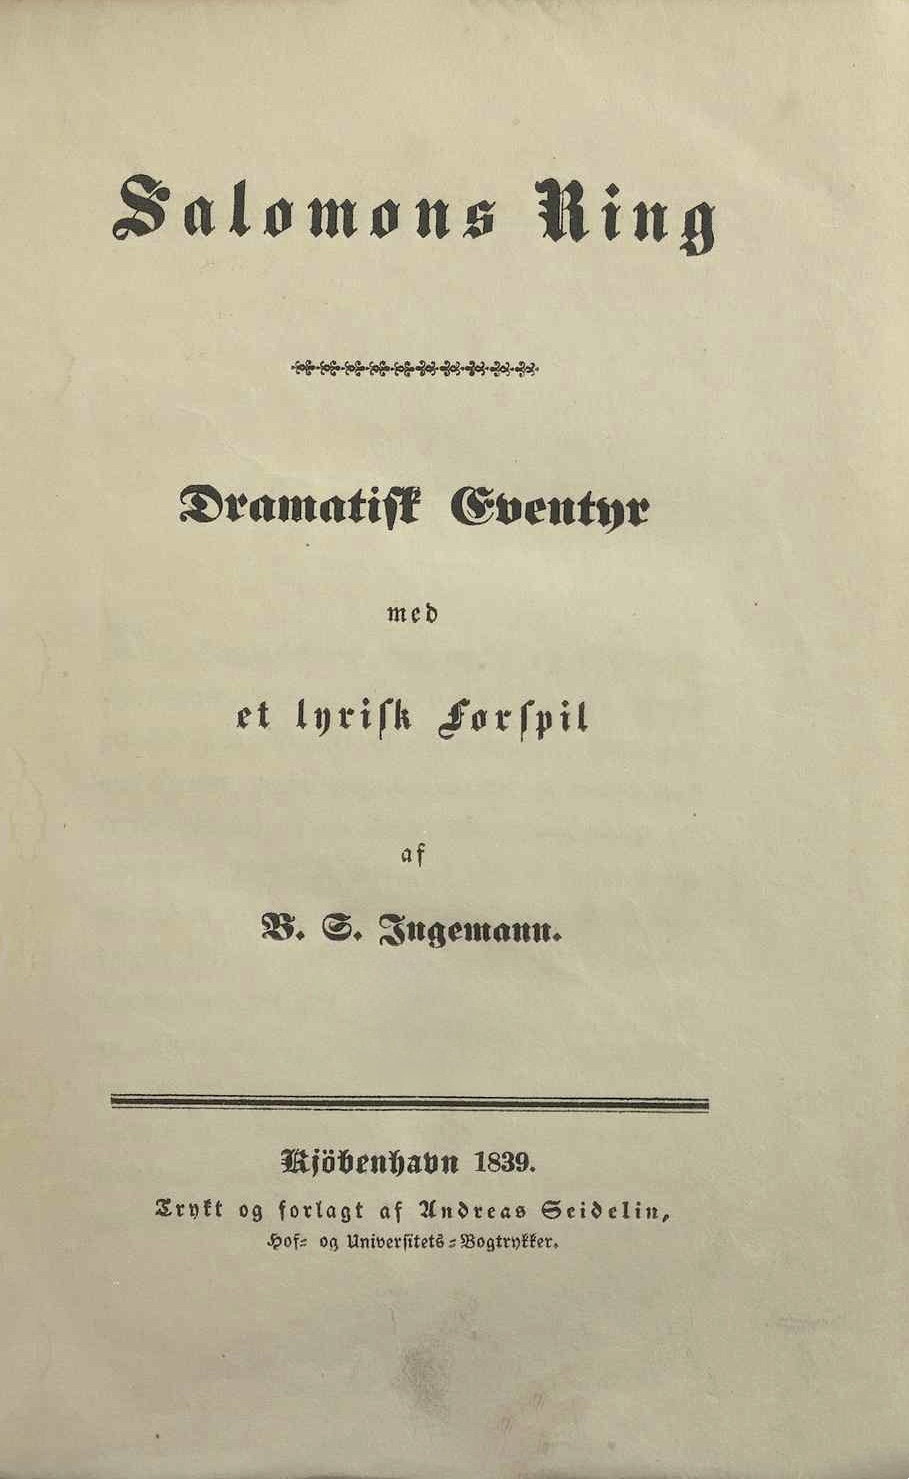 Salomons Ring
Dramatisk Eventyr
med
et lyrisk Forspil
af
B. S. Ingemann.
Kjöbenhavn 1839.
Trykt og forlagt af Andreas Seidelin,
Hof- og Universitets-Bogtrykker.